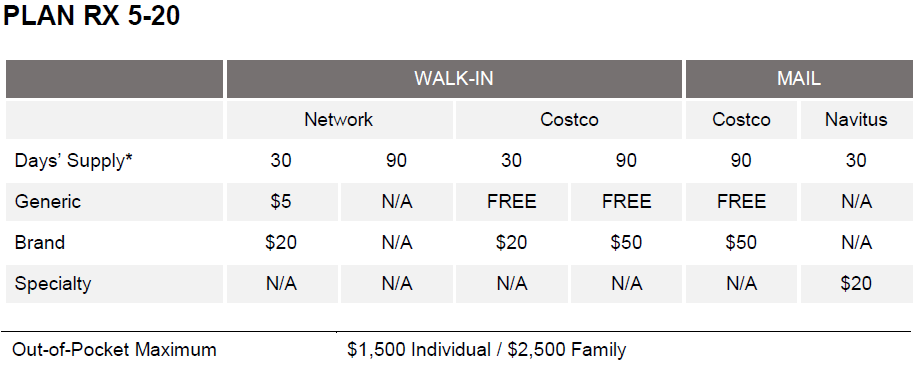 PLAN RX 5-20
WALK-IN MAIL
Network Costco Costco Navitus
Days’ Supply* 30 90 30 90 90 30
Generic $5 N/A FREE FREE FREE N/A
Brand $20 N/A $20 $50 $50 N/A
Specialty N/A N/A N/A N/A N/A $20
Out-of-Pocket Maximum $1,500 Individual / $2,500 Family